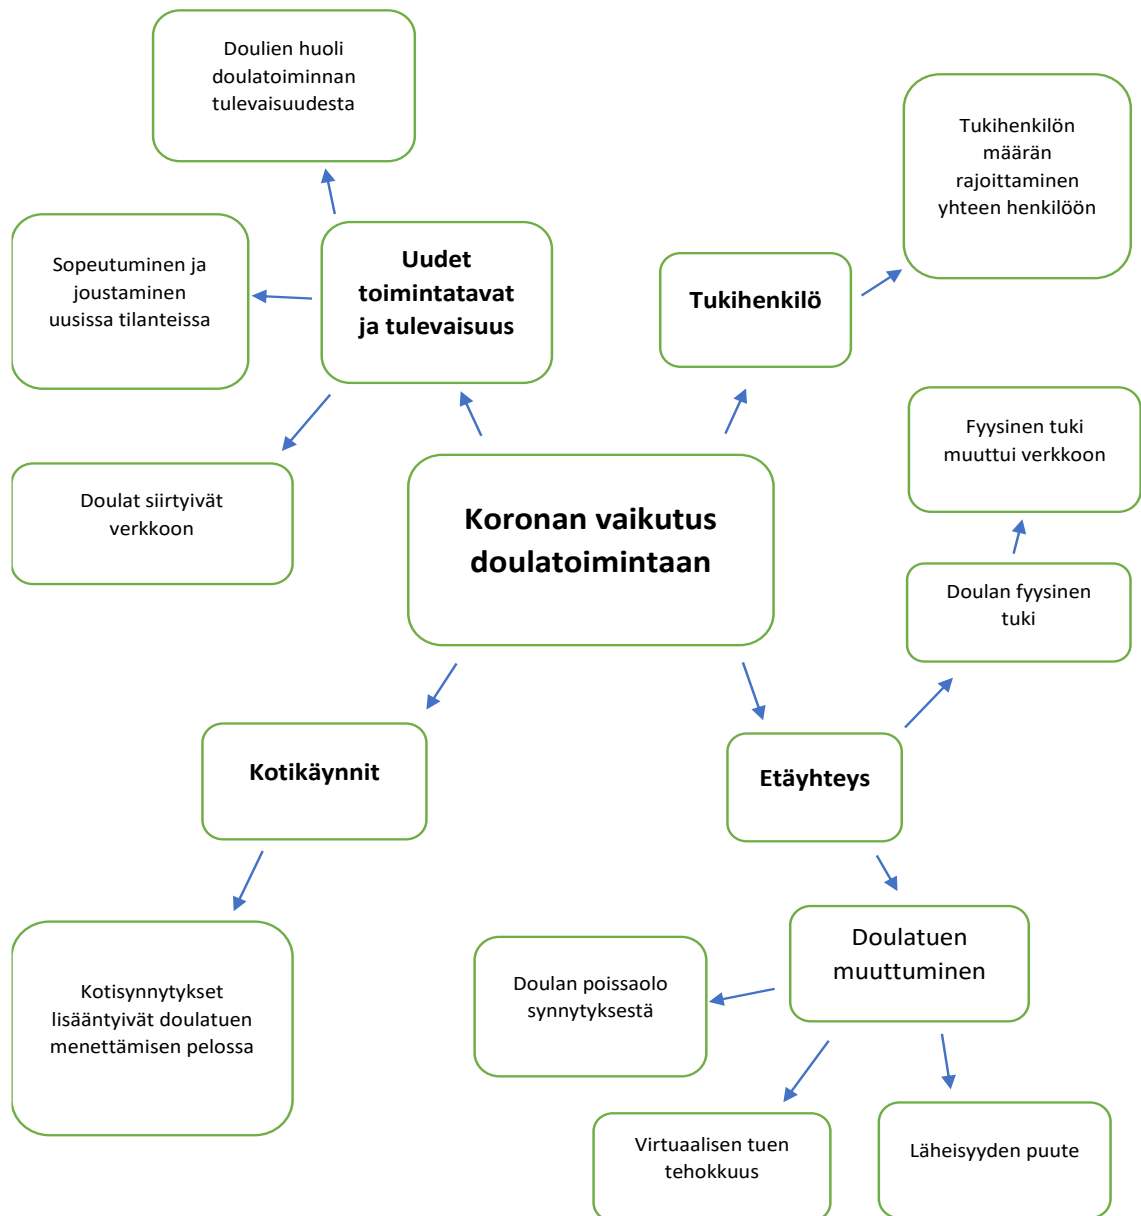 Doulien huoli
doulatoiminnan
tulevaisuudesta
Tukihenkilön
määrän
rajoittaminen
yhteen henkilöön
Uudet
toimintatavat
ja tulevaisuus
Sopeutuminen ja
joustaminen
uusissa tilanteissa
Tukihenkilö
Fyysinen tuki
muuttui verkkoon
Doulat siirtyivät
verkkoon
Koronan vaikutus
doulatoimintaan
Doulan fyysinen
tuki
Kotikäynnit
Etäyhteys
Doulatuen
muuttuminen
Doulan poissaolo
synnytyksestä
Kotisynnytykset
lisääntyivät doulatuen
menettämisen pelossa
Virtuaalisen tuen
tehokkuus
Läheisyyden puute